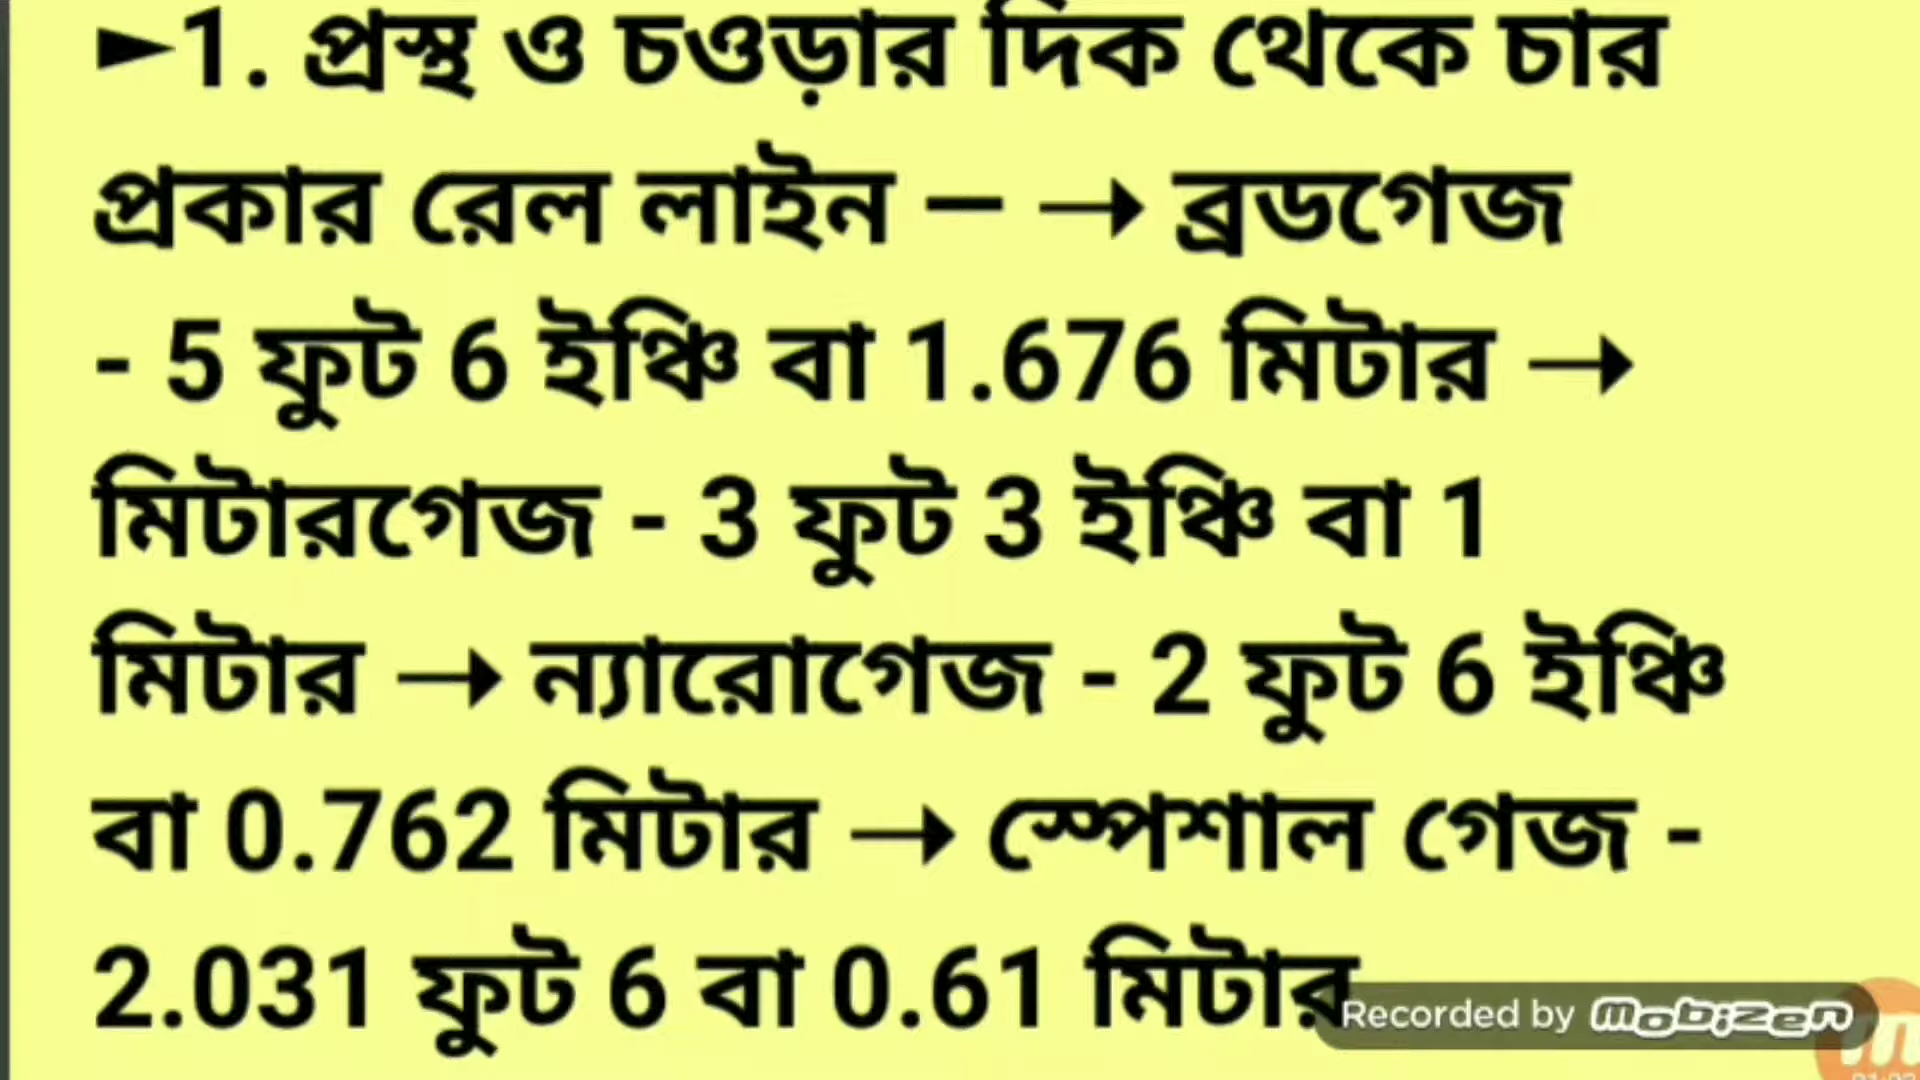 ►1. প্রস্থ ও চওড়ার দিক থেকে চার
প্রকার রেল লাইন — → ব্রডগেজ
- 5 ফুট 6 ইঞ্চি বা 1.676 মিটার →
মিটারগেজ - 3 ফুট 3 ইঞ্চি বা 1
মিটার → ন্যারোগেজ - 2 ফুট 6 ইঞ্চি
বা 0.762 মিটার → স্পেশাল গেজ -
2.031 ফুট 6 বা 0.61 মিটার
Recorded by mobizen